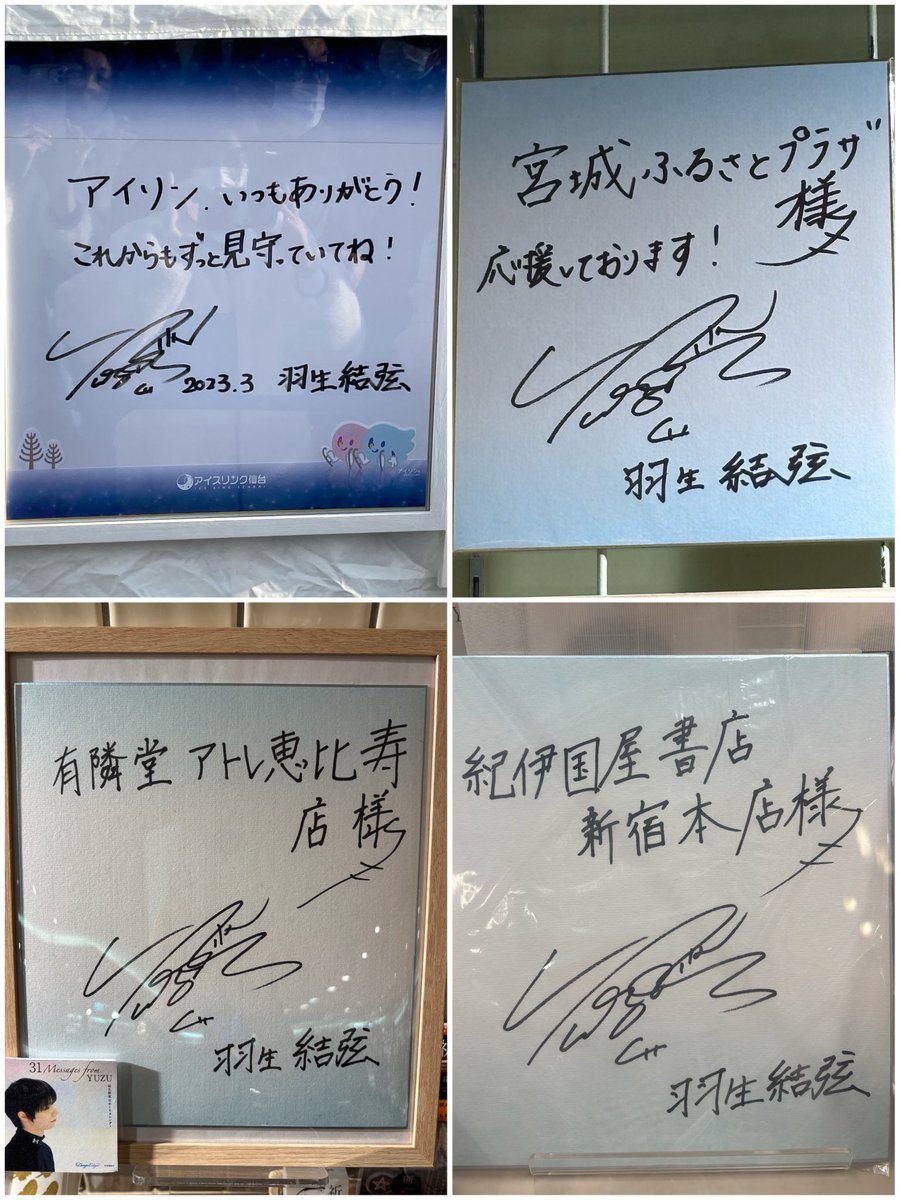 アイリン、いつもありがとう!
これからもずっと見守っていてね!
2023.3 羽生結弦
アイスリンク仙台
ICE RINK SENDAI
宮城ふるさとプラザ
様
応援しております!
羽生結弦
有隣堂 アトレ恵比寿
店様
羽生結弦
31 Messages from
YUZU
紀伊国屋書店
新宿本店様
羽生結弦